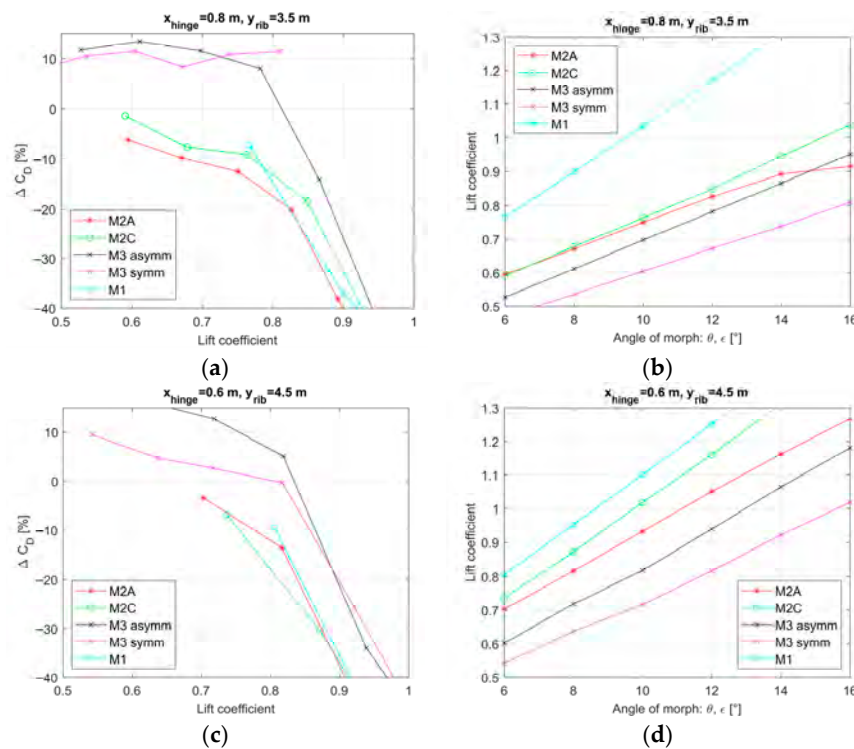 x_hinge=0.8 m, y_rib=3.5 m
10
0
-10
-20
-30
-40
Δ C_D [%]
M2A
M2C
M3 asymm
M3 symm
M1
0.5 0.6 0.7 0.8 0.9 1
Lift coefficient
(a)
x_hinge=0.8 m, y_rib=3.5 m
1.3
1.2
1.1
1
0.9
0.8
0.7
0.6
0.5
Lift coefficient
M2A
M2C
M3 asymm
M3 symm
M1
6 8 10 12 14 16
Angle of morph: θ, ϵ [°]
(b)
x_hinge=0.6 m, y_rib=4.5 m
10
0
-10
-20
-30
-40
Δ C_D [%]
M2A
M2C
M3 asymm
M3 symm
M1
0.5 0.6 0.7 0.8 0.9 1
Lift coefficient
(c)
x_hinge=0.6 m, y_rib=4.5 m
1.3
1.2
1.1
1
0.9
0.8
0.7
0.6
0.5
Lift coefficient
M2A
M2C
M3 asymm
M3 symm
M1
6 8 10 12 14 16
Angle of morph: θ, ϵ [°]
(d)